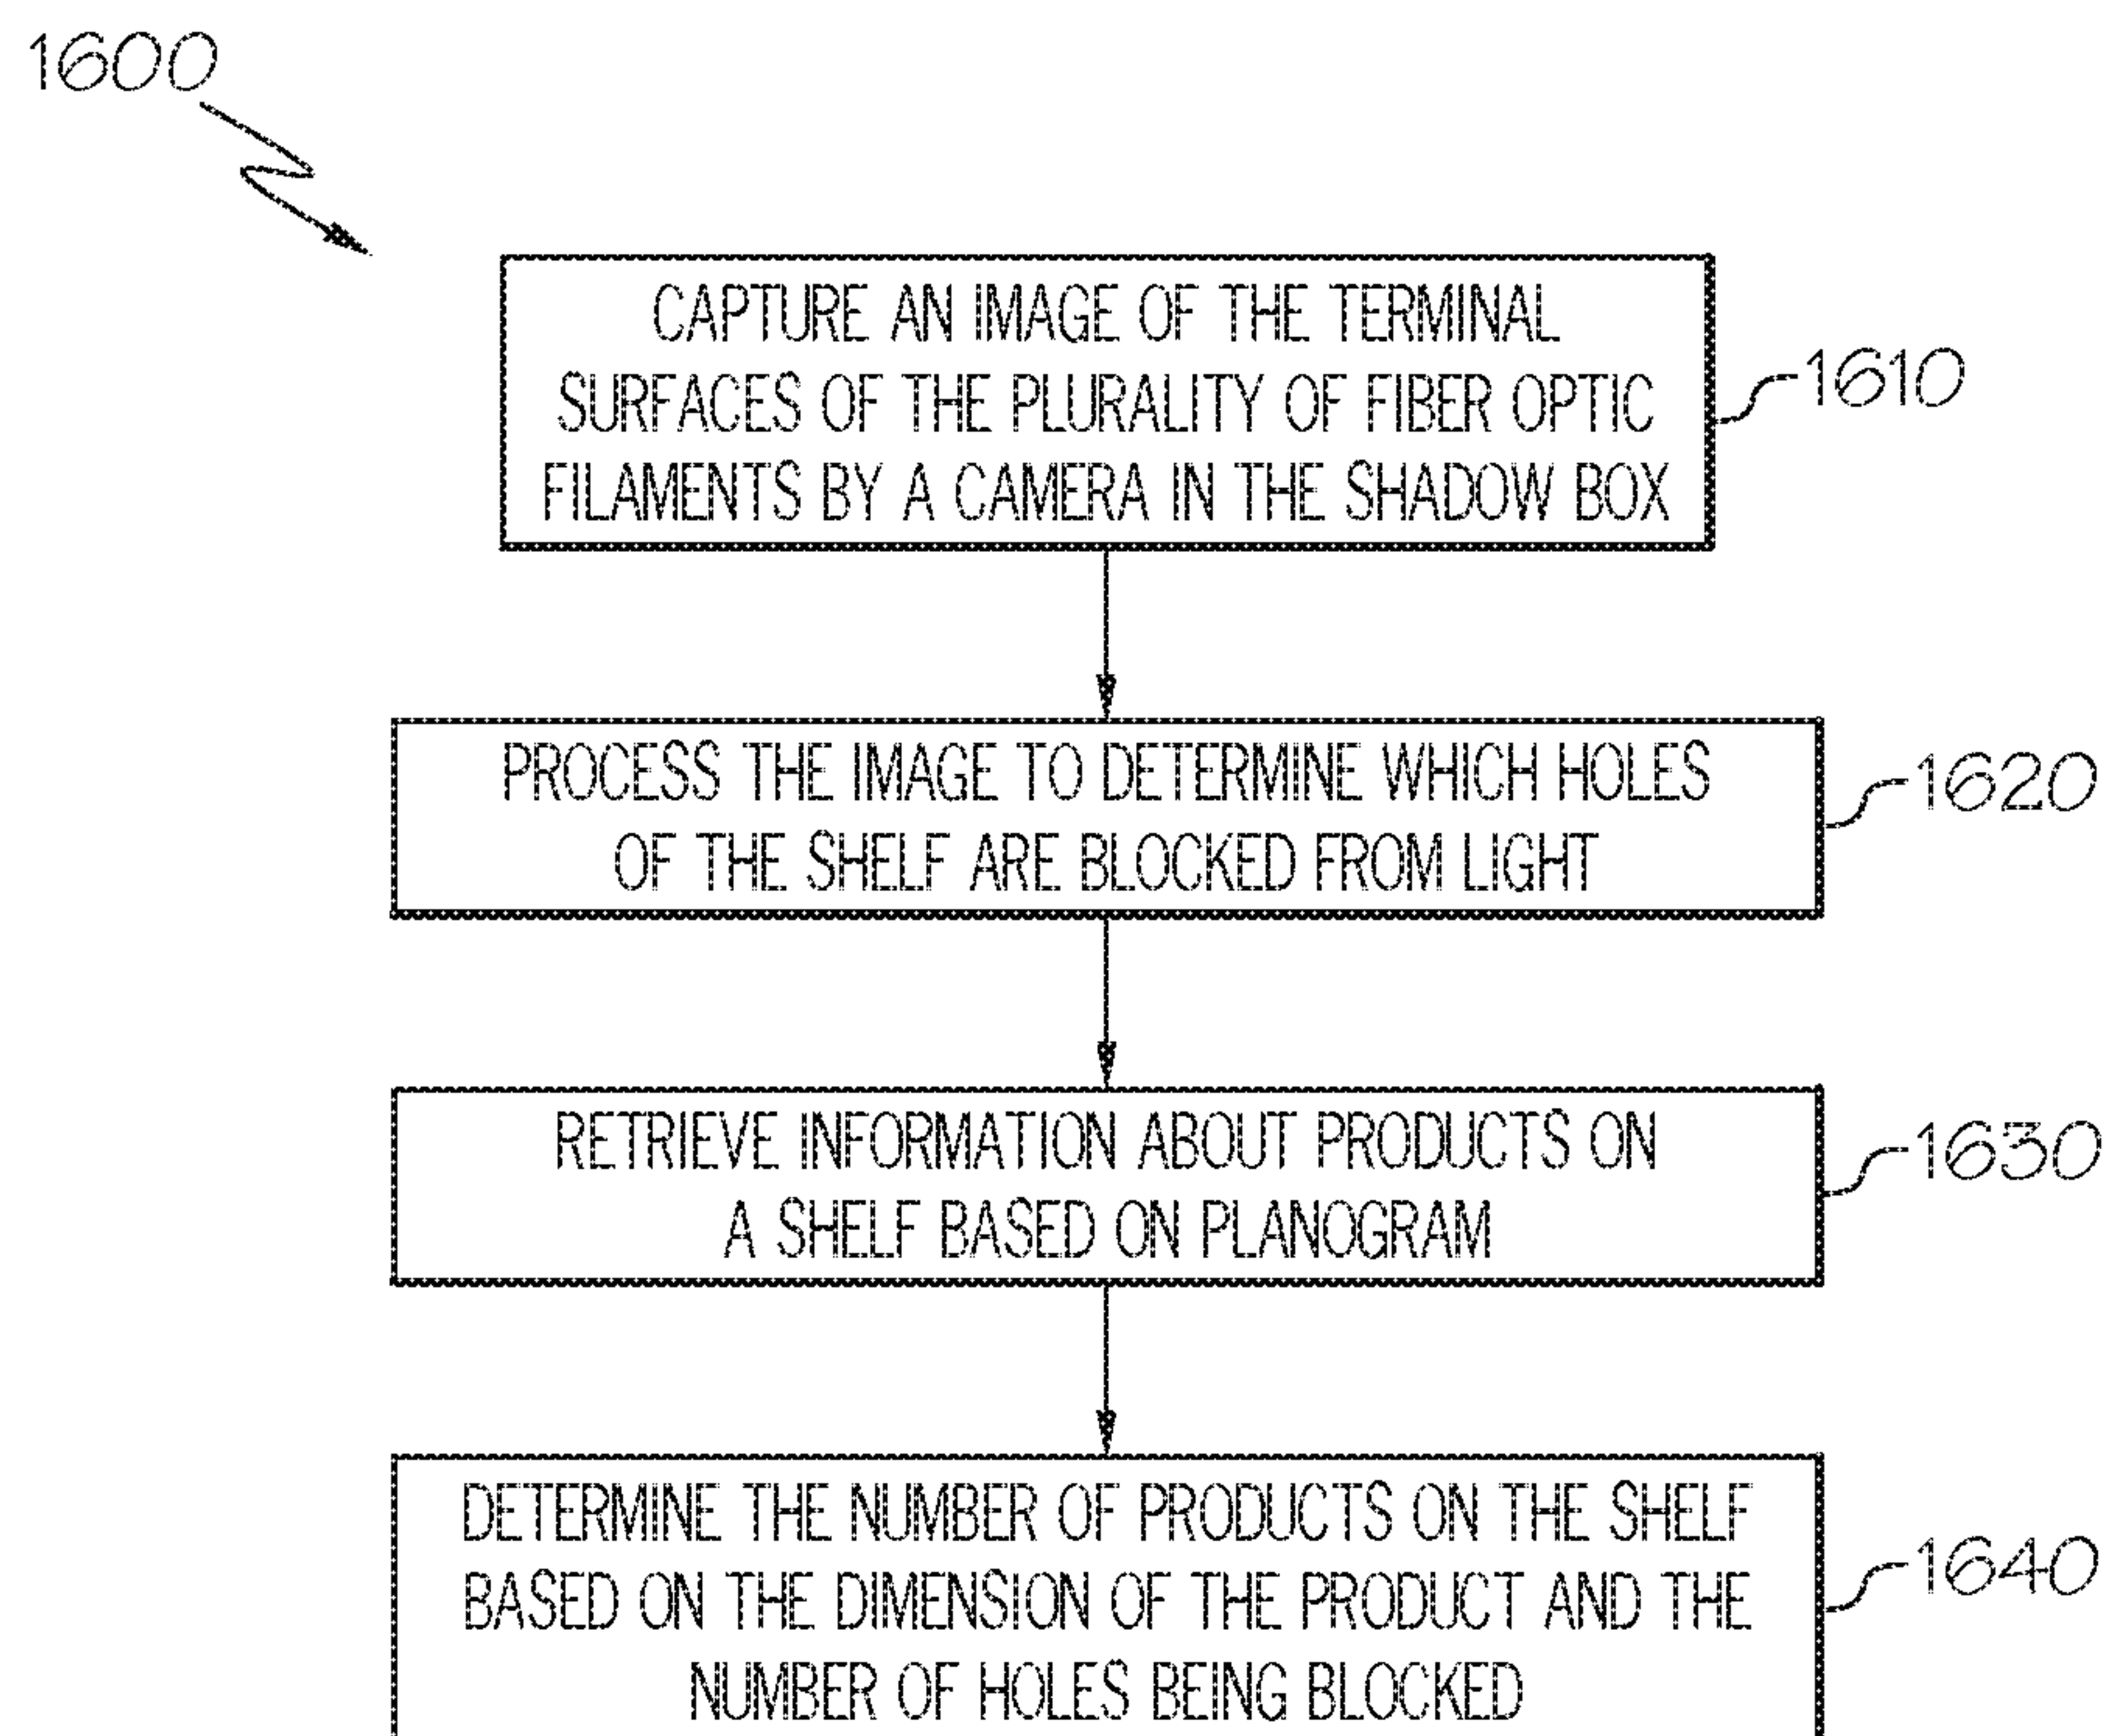 1600
CAPTURE AN IMAGE OF THE TERMINAL
SURFACES OF THE PLURALITY OF FIBER OPTIC
FILAMENTS BY A CAMERA IN THE SHADOW BOX
1610
PROCESS THE IMAGE TO DETERMINE WHICH HOLES
OF THE SHELF ARE BLOCKED FROM LIGHT
1620
RETRIEVE INFORMATION ABOUT PRODUCTS ON
A SHELF BASED ON PLANOGRAM
1630
DETERMINE THE NUMBER OF PRODUCTS ON THE SHELF
BASED ON THE DIMENSION OF THE PRODUCT AND THE
NUMBER OF HOLES BEING BLOCKED
1640